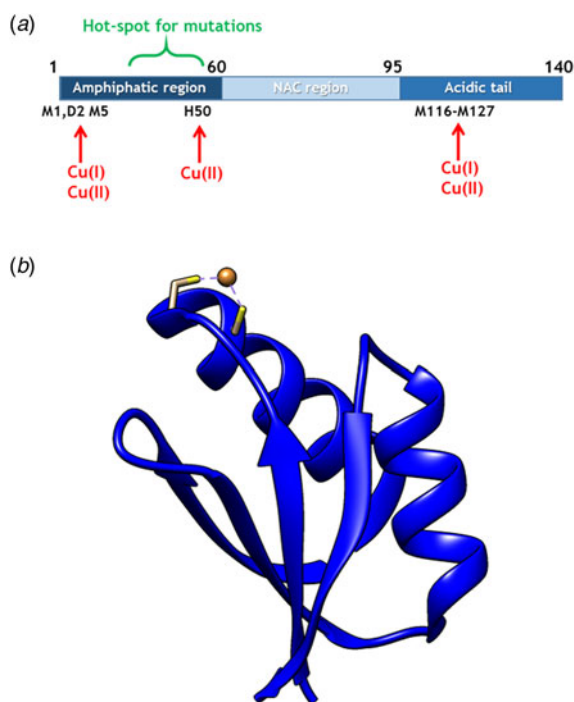 (a)
Hot-spot for mutations
1 60 95 140
Amphiphatic region NAC region Acidic tail
M1,D2 M5 H50 M116-M127
Cu(I) Cu(II) Cu(I)
Cu(II) Cu(II)
(b)